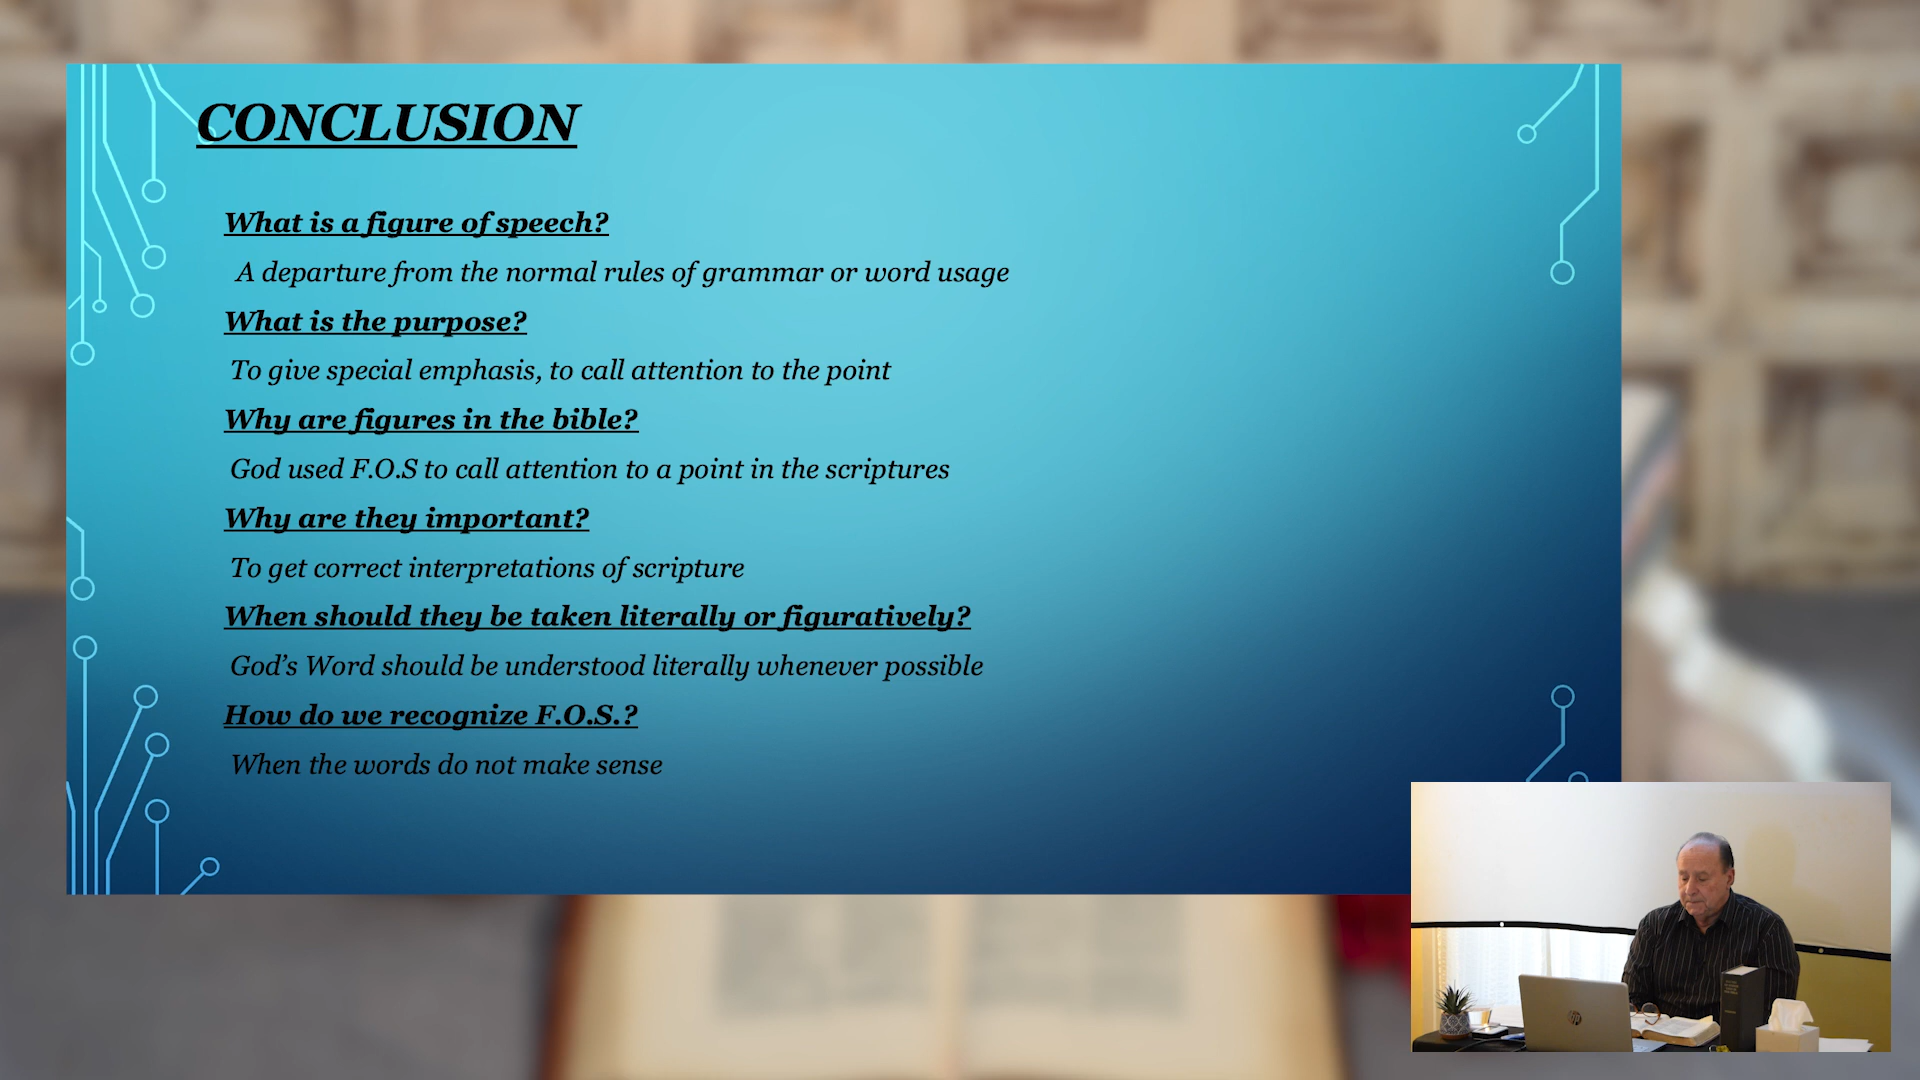 CONCLUSION
What is a figure of speech?
A departure from the normal rules of grammar or word usage
What is the purpose?
To give special emphasis, to call attention to the point
Why are figures in the bible?
God used F.O.S to call attention to a point in the scriptures
Why are they important?
To get correct interpretations of scripture
When should they be taken literally or figuratively?
God’s Word should be understood literally whenever possible
How do we recognize F.O.S.?
When the words do not make sense
hp